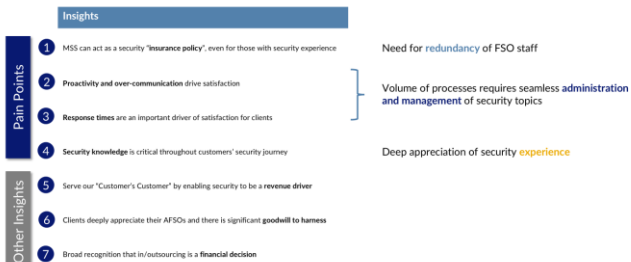 Insights
Pain Points
1 MSS can act as a security "insurance policy", even for those with security experience
Need for redundancy of FSO staff
2 Proactivity and over-communication drive satisfaction
3 Response times are an important driver of satisfaction for clients
Volume of processes requires seamless administration
and management of security topics
4 Security knowledge is critical throughout customers' security journey
Deep appreciation of security experience
Other Insights
5 Serve our "Customer's Customer" by enabling security to be a revenue driver
6 Clients deeply appreciate their AFSOs and there is significant goodwill to harness
7 Broad recognition that in/outsourcing is a financial decision